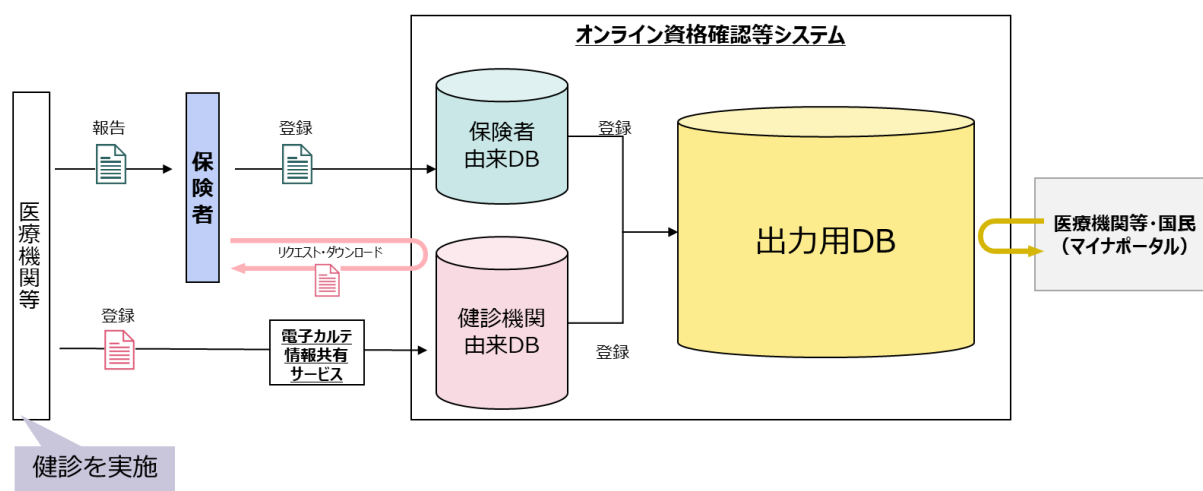 オンライン資格確認等システム
医療機関等
報告
保険者
登録
保険者
由来DB
登録
リクエスト・ダウンロード
登録
電子カルテ
情報共有
サービス
健診機関
由来DB
登録
出力用DB
医療機関等・国民
（マイナポータル）
健診を実施